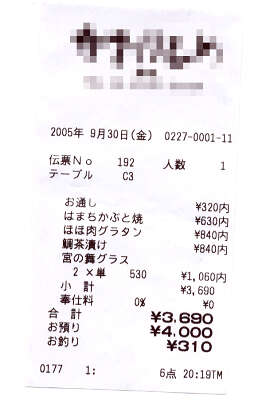 2005年 9月30日(金) 0227-0001-11
伝票No 192 人数 1
テーブル C3
お通し ¥320内
はまちかぶと焼 ¥630内
ほほ肉グラタン ¥840内
鯛茶漬け ¥840内
宮の舞グラス
2 ×単 530 ¥1,060内
小 計 ¥3,690
奉仕料 0% ¥0
合 計 ¥3,690
お預り ¥4,000
お釣り ¥310
0177 1: 6点 20:19TM